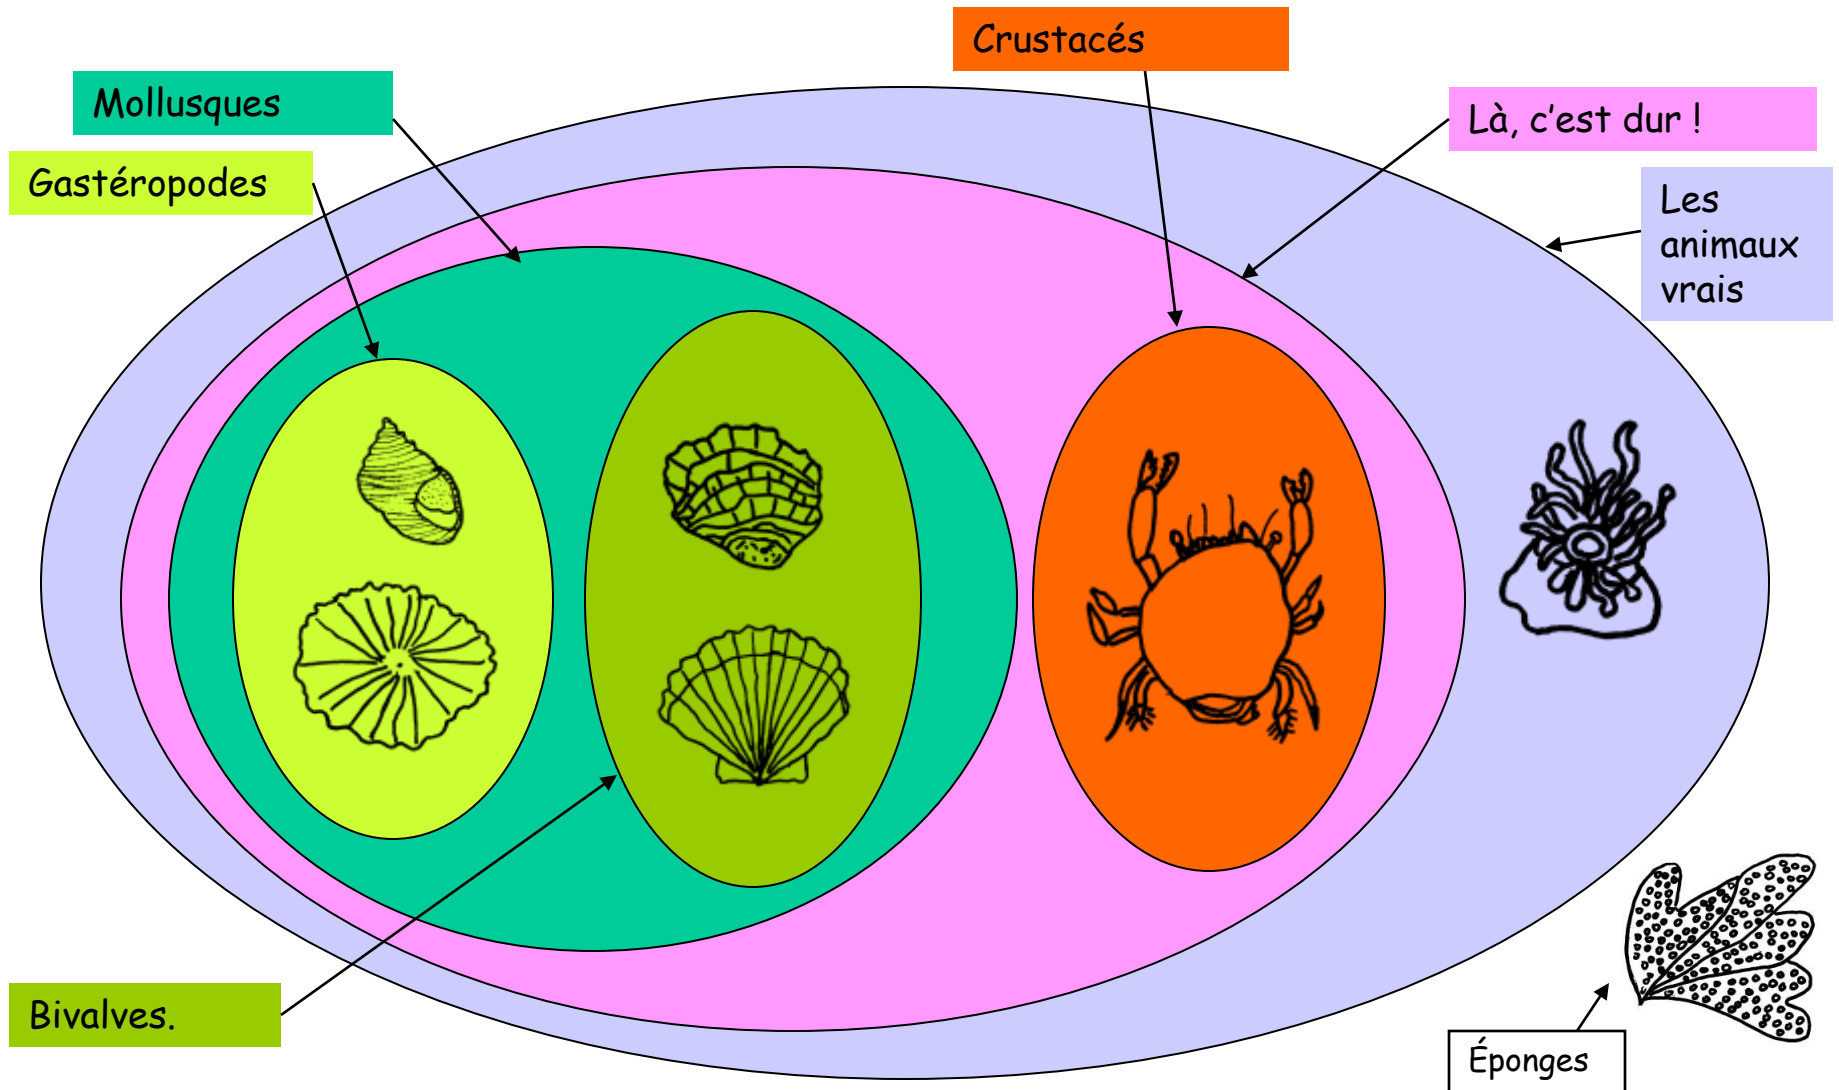 Crustacés
Mollusques
Là, c'est dur !
Gastéropodes
Les
animaux
vrais
Bivalves.
Éponges